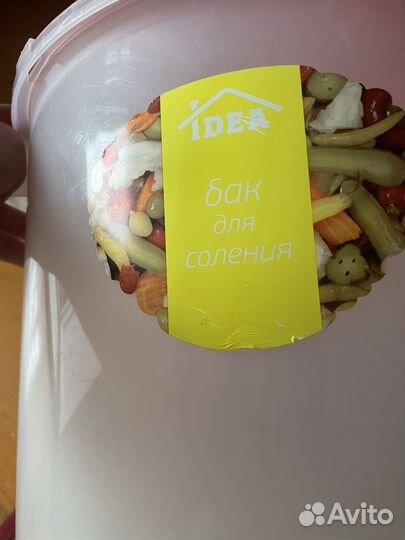 iDEA
бак
для
соления
Avito